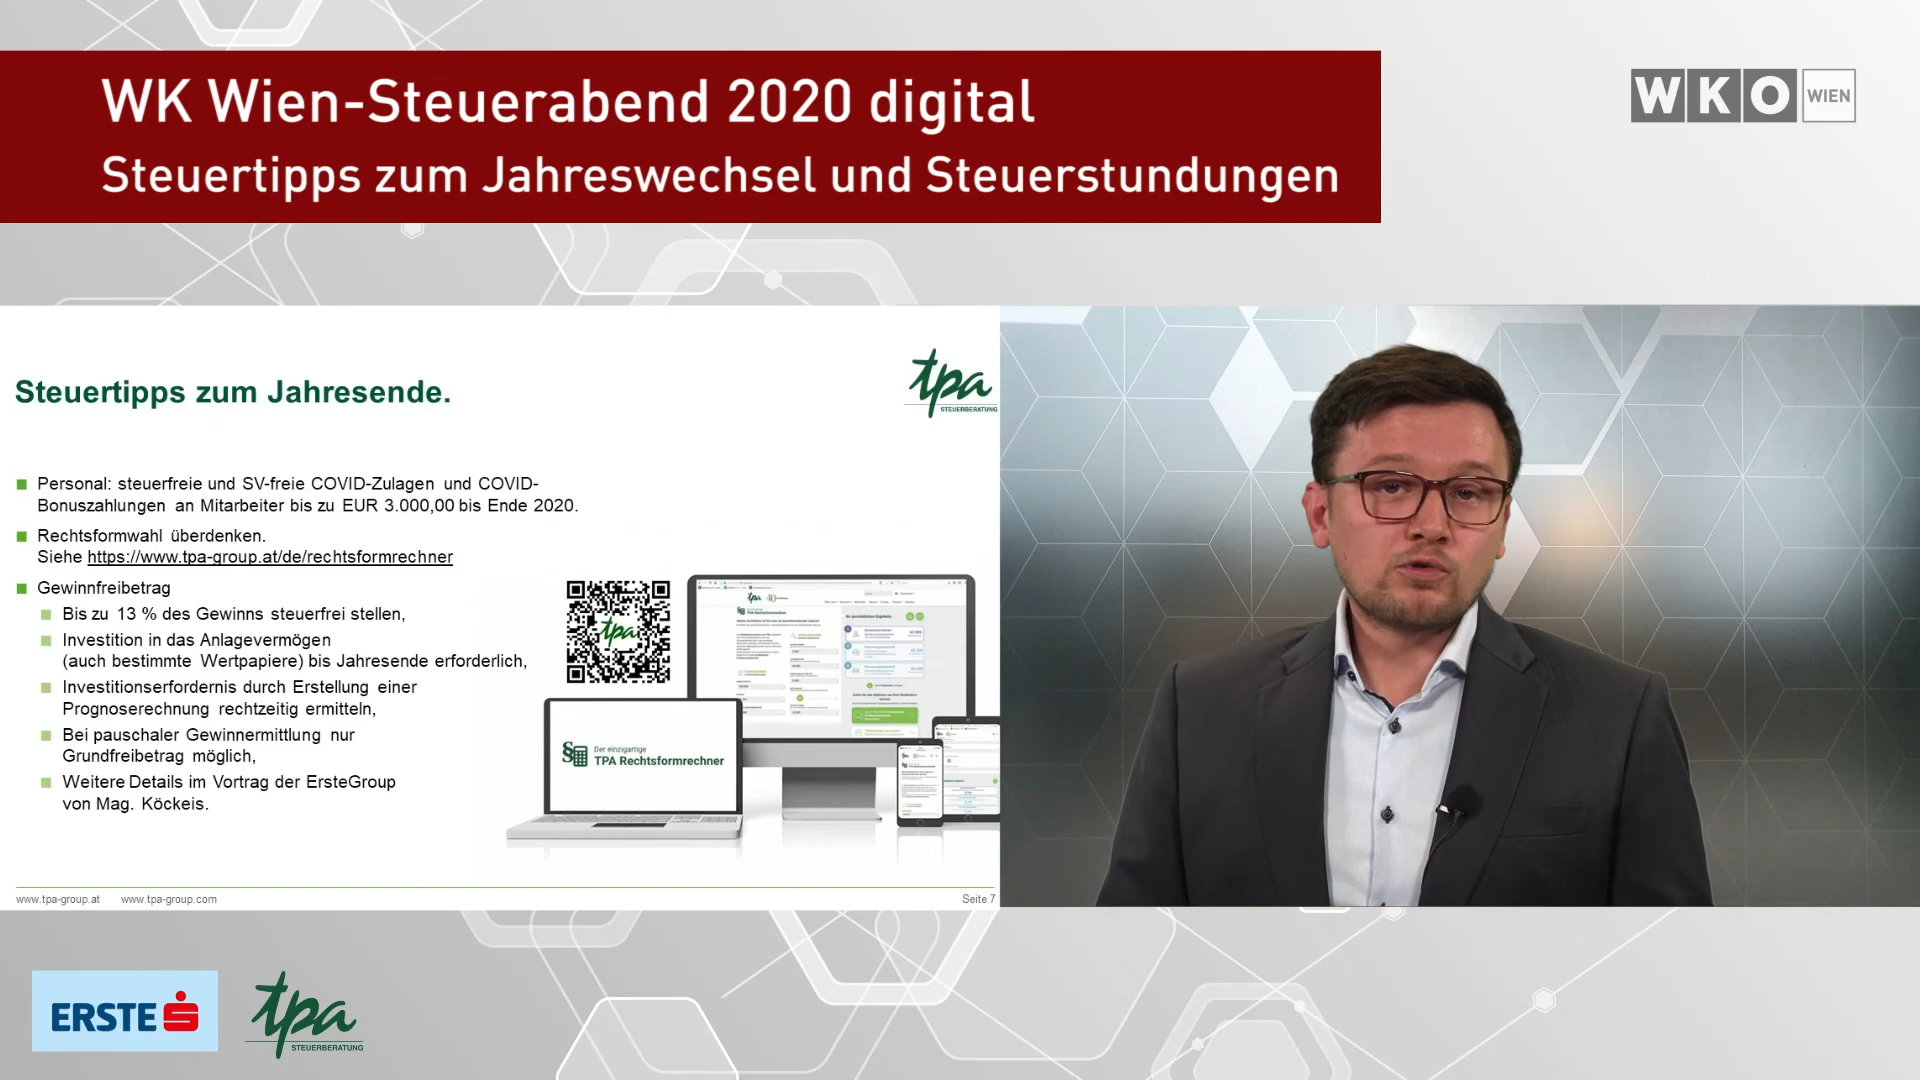 WK Wien-Steuerabend 2020 digital
Steuertipps zum Jahreswechsel und Steuerstundungen
WKO WIEN
Steuertipps zum Jahresende.
tpa
STEUERBERATUNG
Personal: steuerfreie und SV-freie COVID-Zulagen und COVID-
Bonuszahlungen an Mitarbeiter bis zu EUR 3.000,00 bis Ende 2020.
Rechtsformwahl überdenken.
Siehe https://www.tpa-group.at/de/rechtsformrechner
Gewinnfreibetrag
Bis zu 13 % des Gewinns steuerfrei stellen,
Investition in das Anlagevermögen
(auch bestimmte Wertpapiere) bis Jahresende erforderlich,
Investitionserfordernis durch Erstellung einer
Prognoserechnung rechtzeitig ermitteln,
Bei pauschaler Gewinnermittlung nur
Grundfreibetrag möglich,
Weitere Details im Vortrag der ErsteGroup
von Mag. Köckeis.
tpa
tpa
Der einzigartige
TPA Rechtsformrechner
www.tpa-group.at www.tpa-group.com
Seite 7
ERSTE
tpa
STEUERBERATUNG